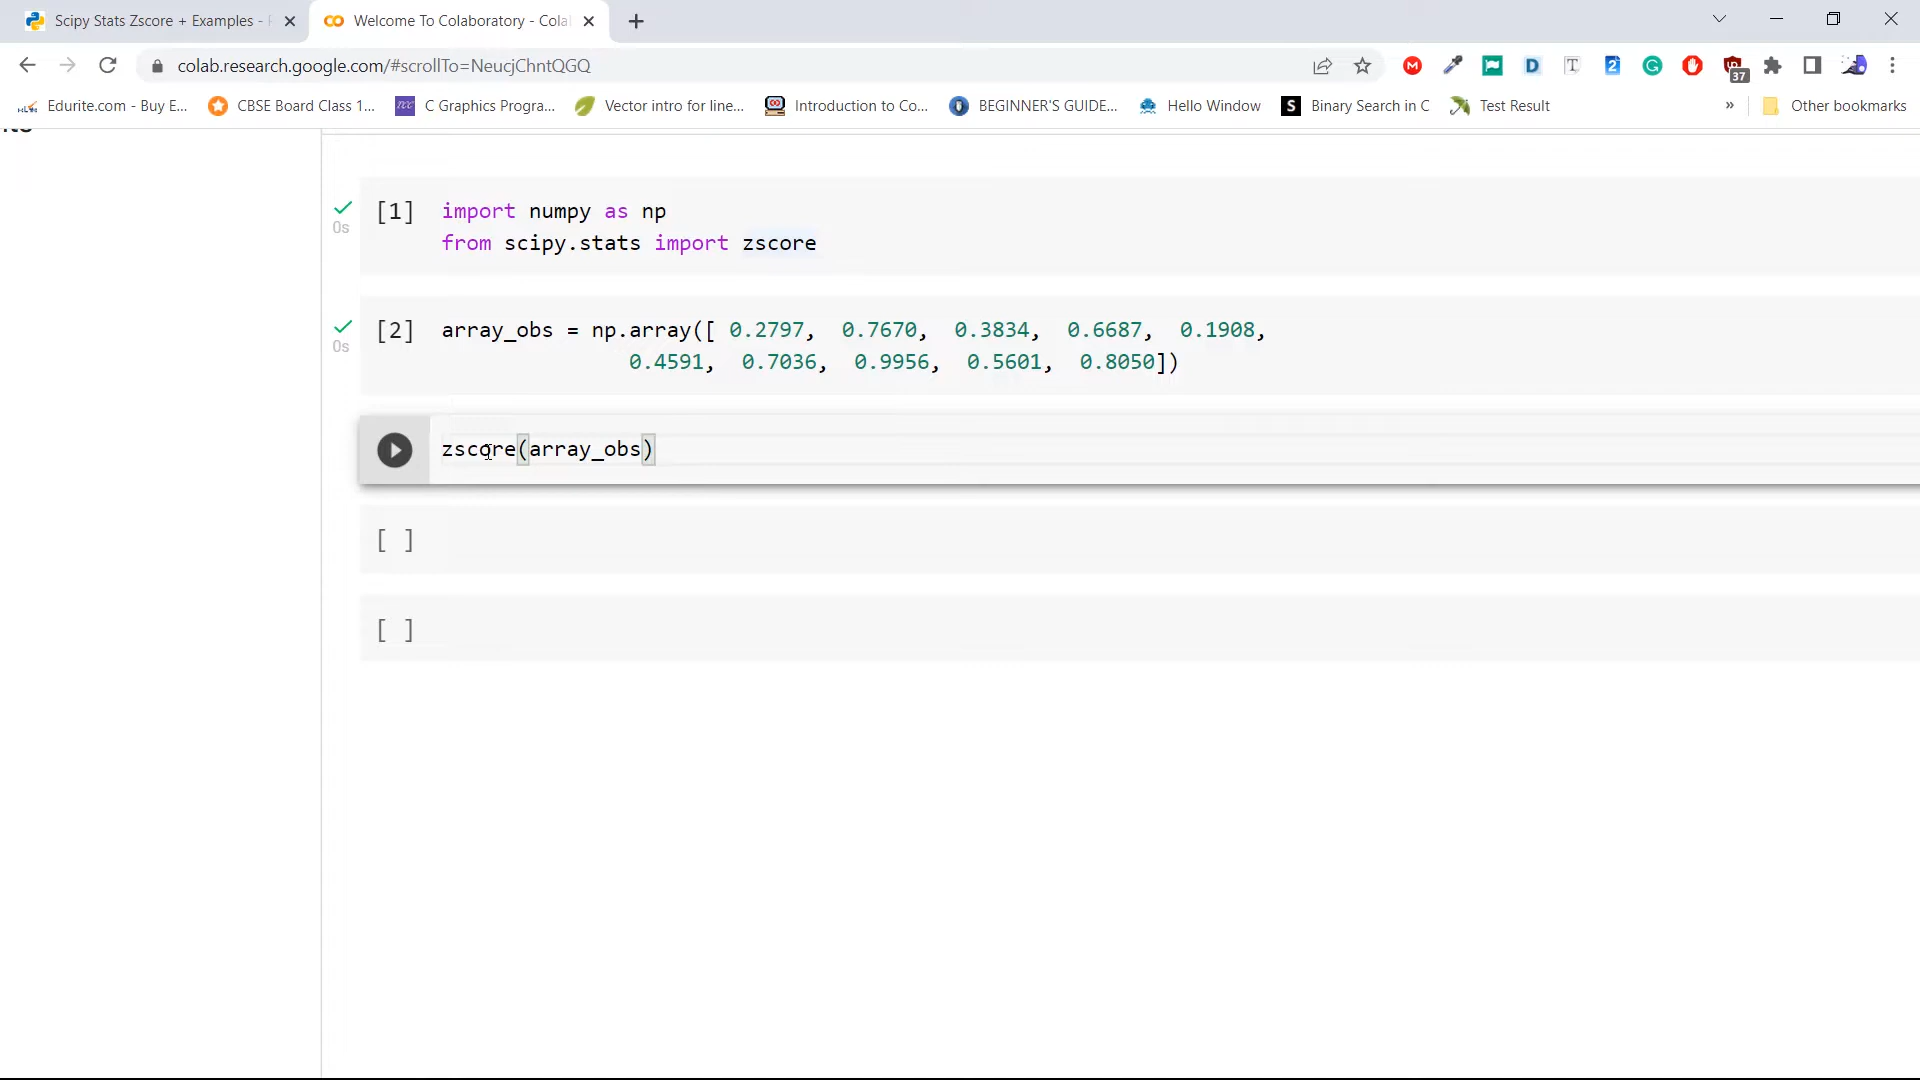 Scipy Stats Zscore + Examples -
Welcome To Colaboratory - Cola
colab.research.google.com/#scrollTo=NeucjChntQGQ
37
Edurite.com - Buy E...
CBSE Board Class 1...
C Graphics Progra...
Vector intro for line...
Introduction to Co...
BEGINNER'S GUIDE...
Hello Window
Binary Search in C
Test Result
»
Other bookmarks
[1] import numpy as np
0s
from scipy.stats import zscore
[2] array_obs = np.array([ 0.2797, 0.7670, 0.3834, 0.6687, 0.1908,
0s
0.4591, 0.7036, 0.9956, 0.5601, 0.8050])
zscore(array_obs)
[ ]
[ ]